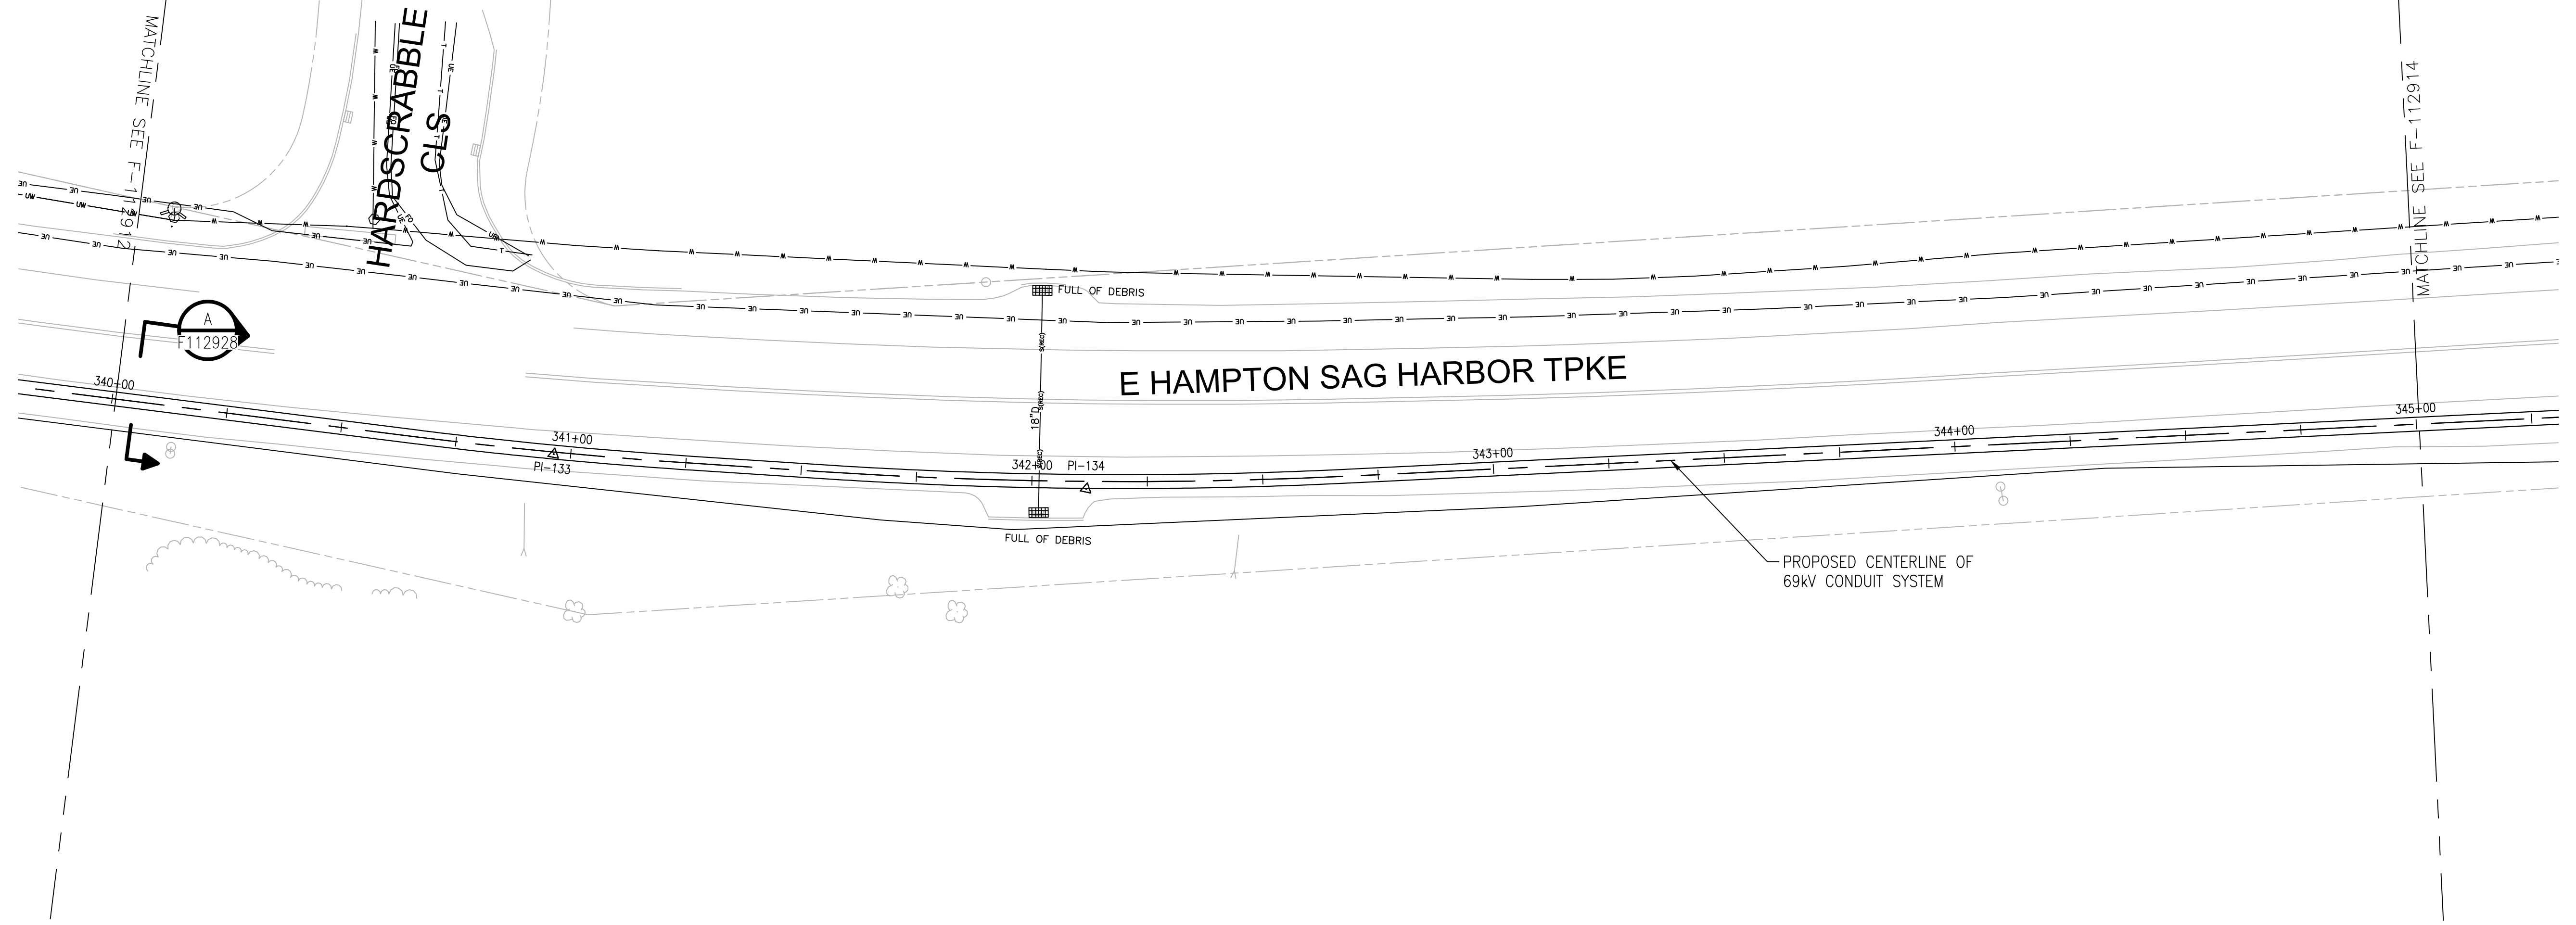 MATCHLINE SEE F-112912
HARDSCRABBLE
CLS
MATCHLINE SEE F-112914
A
F112928
FULL OF DEBRIS
E HAMPTON SAG HARBOR TPKE
18"D
S(REC)
S(REC)
340+00
341+00
PI-133
342+00
PI-134
343+00
344+00
345+00
FULL OF DEBRIS
PROPOSED CENTERLINE OF
69kV CONDUIT SYSTEM